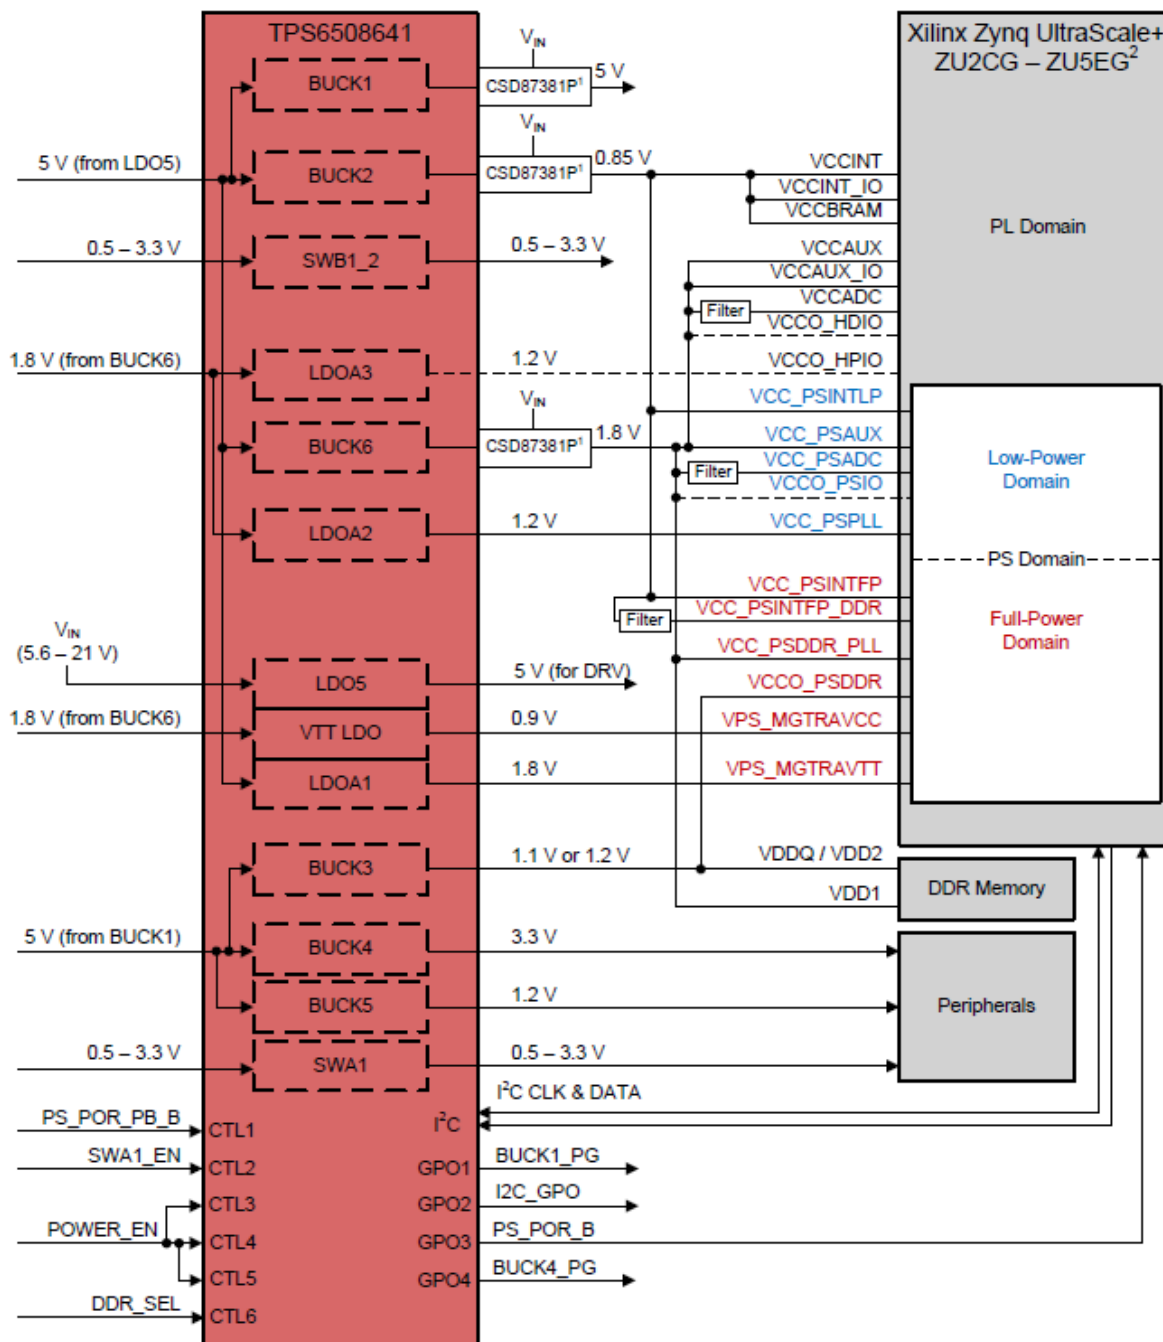 TPS6508641
Xilinx Zynq UltraScale+
ZU2CG – ZU5EG²
BUCK1
V_IN
CSD87381P¹
5 V
V_IN
5 V (from LDO5)
BUCK2
CSD87381P¹
0.85 V
VCCINT
VCCINT_IO
VCCBRAM
PL Domain
0.5 – 3.3 V
SWB1_2
0.5 – 3.3 V
VCCAUX
VCCAUX_IO
VCCADC
Filter
VCCO_HDIO
1.8 V (from BUCK6)
LDOA3
1.2 V
VCCO_HPIO
V_IN
VCC_PSINTLP
BUCK6
CSD87381P¹
1.8 V
VCC_PSAUX
VCC_PSADC
Filter
VCCO_PSIO
Low-Power
Domain
LDOA2
1.2 V
VCC_PSPLL
PS Domain
VCC_PSINTFP
VCC_PSINTFP_DDR
Filter
Full-Power
Domain
V_IN
(5.6 – 21 V)
VCC_PSDDR_PLL
LDO5
5 V (for DRV)
VCCO_PSDDR
1.8 V (from BUCK6)
VTT LDO
0.9 V
VPS_MGTRAVCC
LDOA1
1.8 V
VPS_MGTRAVTT
BUCK3
1.1 V or 1.2 V
VDDQ / VDD2
VDD1
DDR Memory
5 V (from BUCK1)
BUCK4
3.3 V
BUCK5
1.2 V
Peripherals
0.5 – 3.3 V
SWA1
0.5 – 3.3 V
I²C CLK & DATA
PS_POR_PB_B
CTL1
I²C
SWA1_EN
CTL2
GPO1
BUCK1_PG
CTL3
GPO2
I2C_GPO
POWER_EN
CTL4
GPO3
PS_POR_B
CTL5
GPO4
BUCK4_PG
DDR_SEL
CTL6